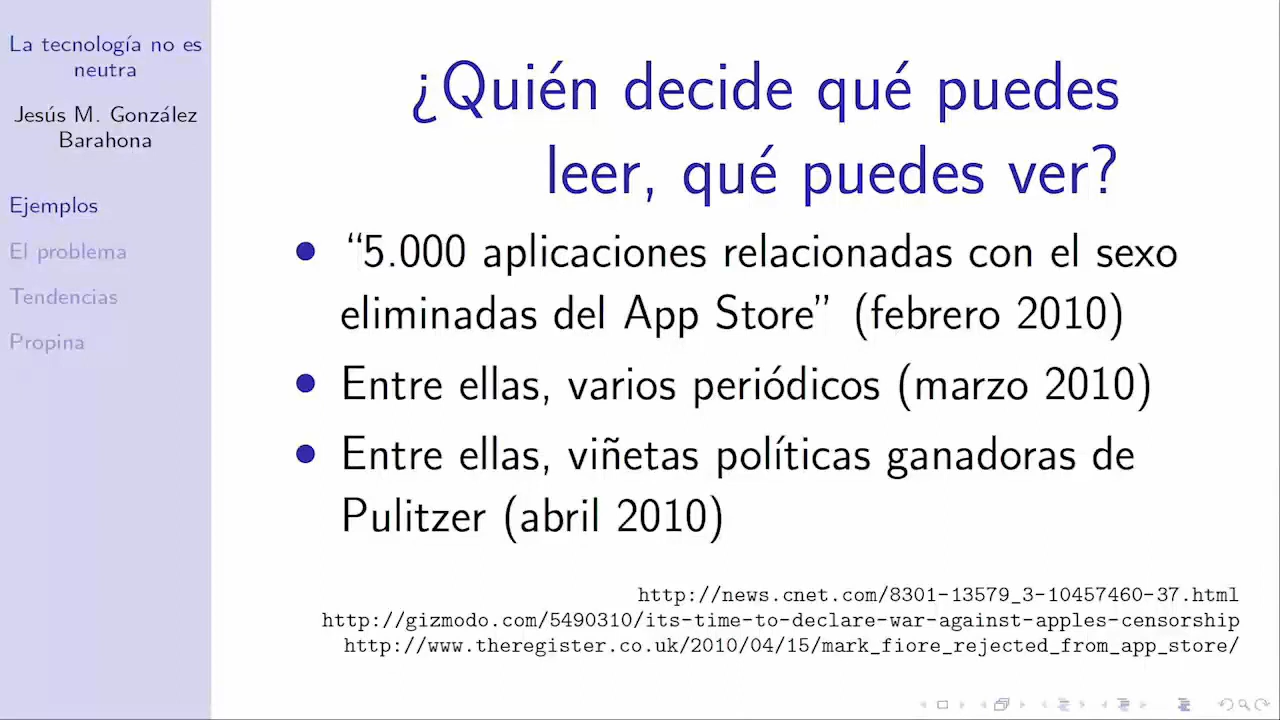 La tecnología no es
neutra
Jesús M. González
Barahona
Ejemplos
El problema
Tendencias
Propina
¿Quién decide qué puedes
leer, qué puedes ver?
• “5.000 aplicaciones relacionadas con el sexo
eliminadas del App Store” (febrero 2010)
• Entre ellas, varios periódicos (marzo 2010)
• Entre ellas, viñetas políticas ganadoras de
Pulitzer (abril 2010)
http://news.cnet.com/8301-13579_3-10457460-37.html
http://gizmodo.com/5490310/its-time-to-declare-war-against-apples-censorship
http://www.theregister.co.uk/2010/04/15/mark_fiore_rejected_from_app_store/